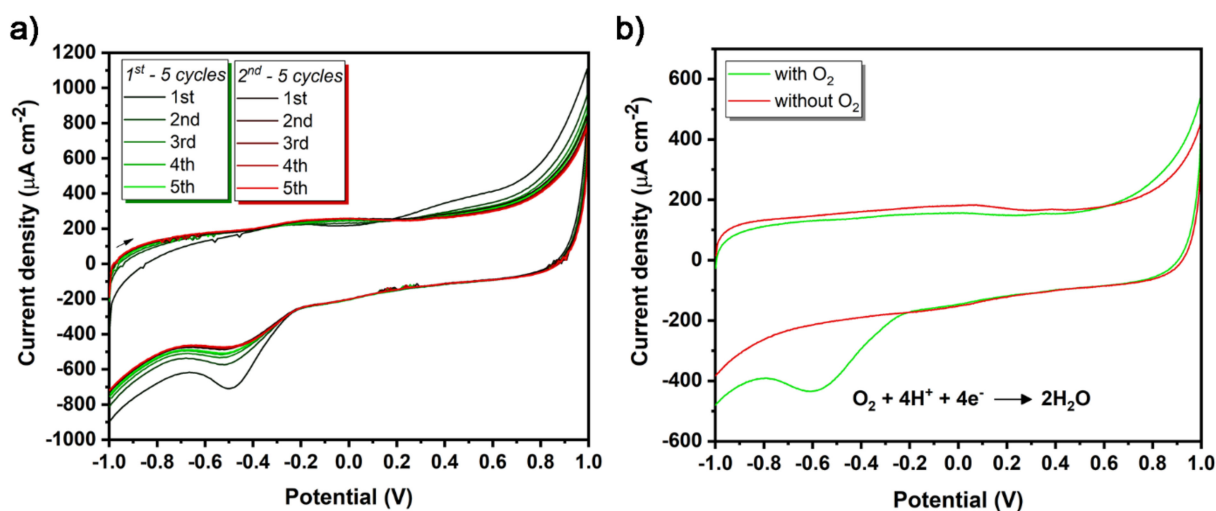 a)
1st - 5 cycles
1st
2nd
3rd
4th
5th
2nd - 5 cycles
1st
2nd
3rd
4th
5th
Current density (µA cm-2)
1200
1000
800
600
400
200
0
-200
-400
-600
-800
-1000
-1.0 -0.8 -0.6 -0.4 -0.2 0.0 0.2 0.4 0.6 0.8 1.0
Potential (V)
b)
with O2
without O2
Current density (µA cm-2)
600
400
200
0
-200
-400
-600
O2 + 4H+ + 4e- → 2H2O
-1.0 -0.8 -0.6 -0.4 -0.2 0.0 0.2 0.4 0.6 0.8 1.0
Potential (V)